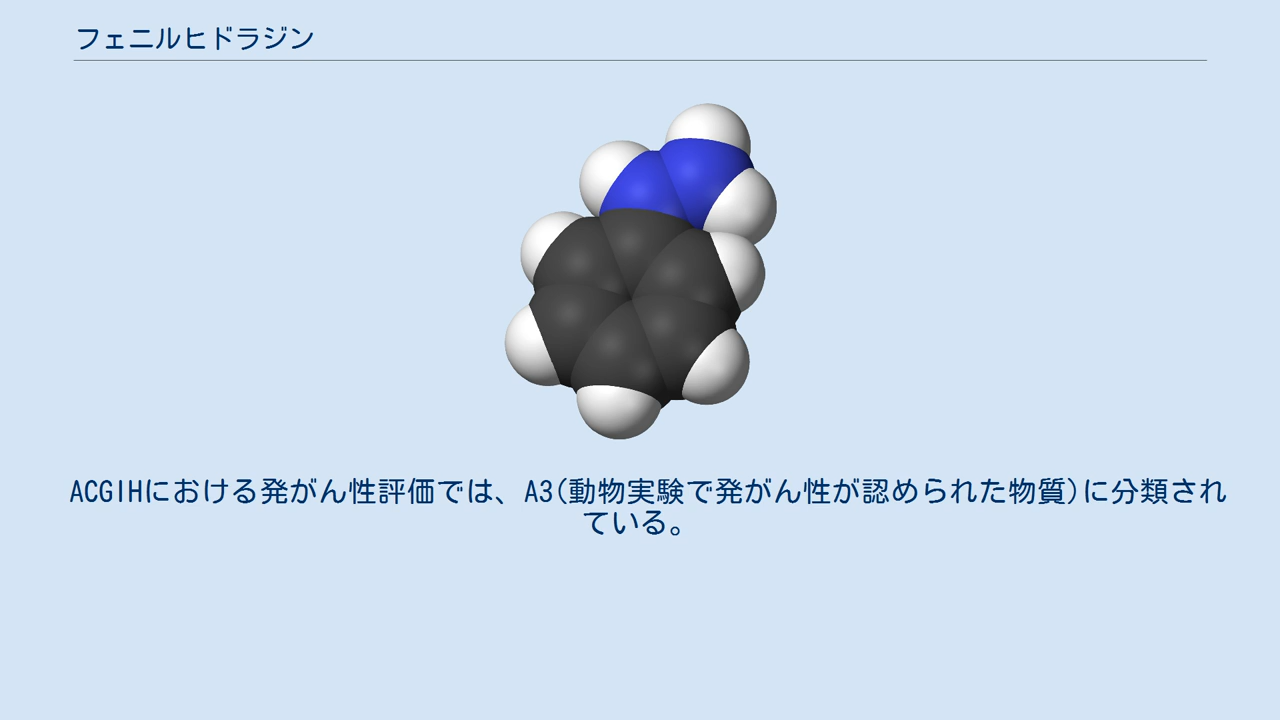 フェニルヒドラジン
ACGIHにおける発がん性評価では、A3(動物実験で発がん性が認められた物質)に分類され
ている。